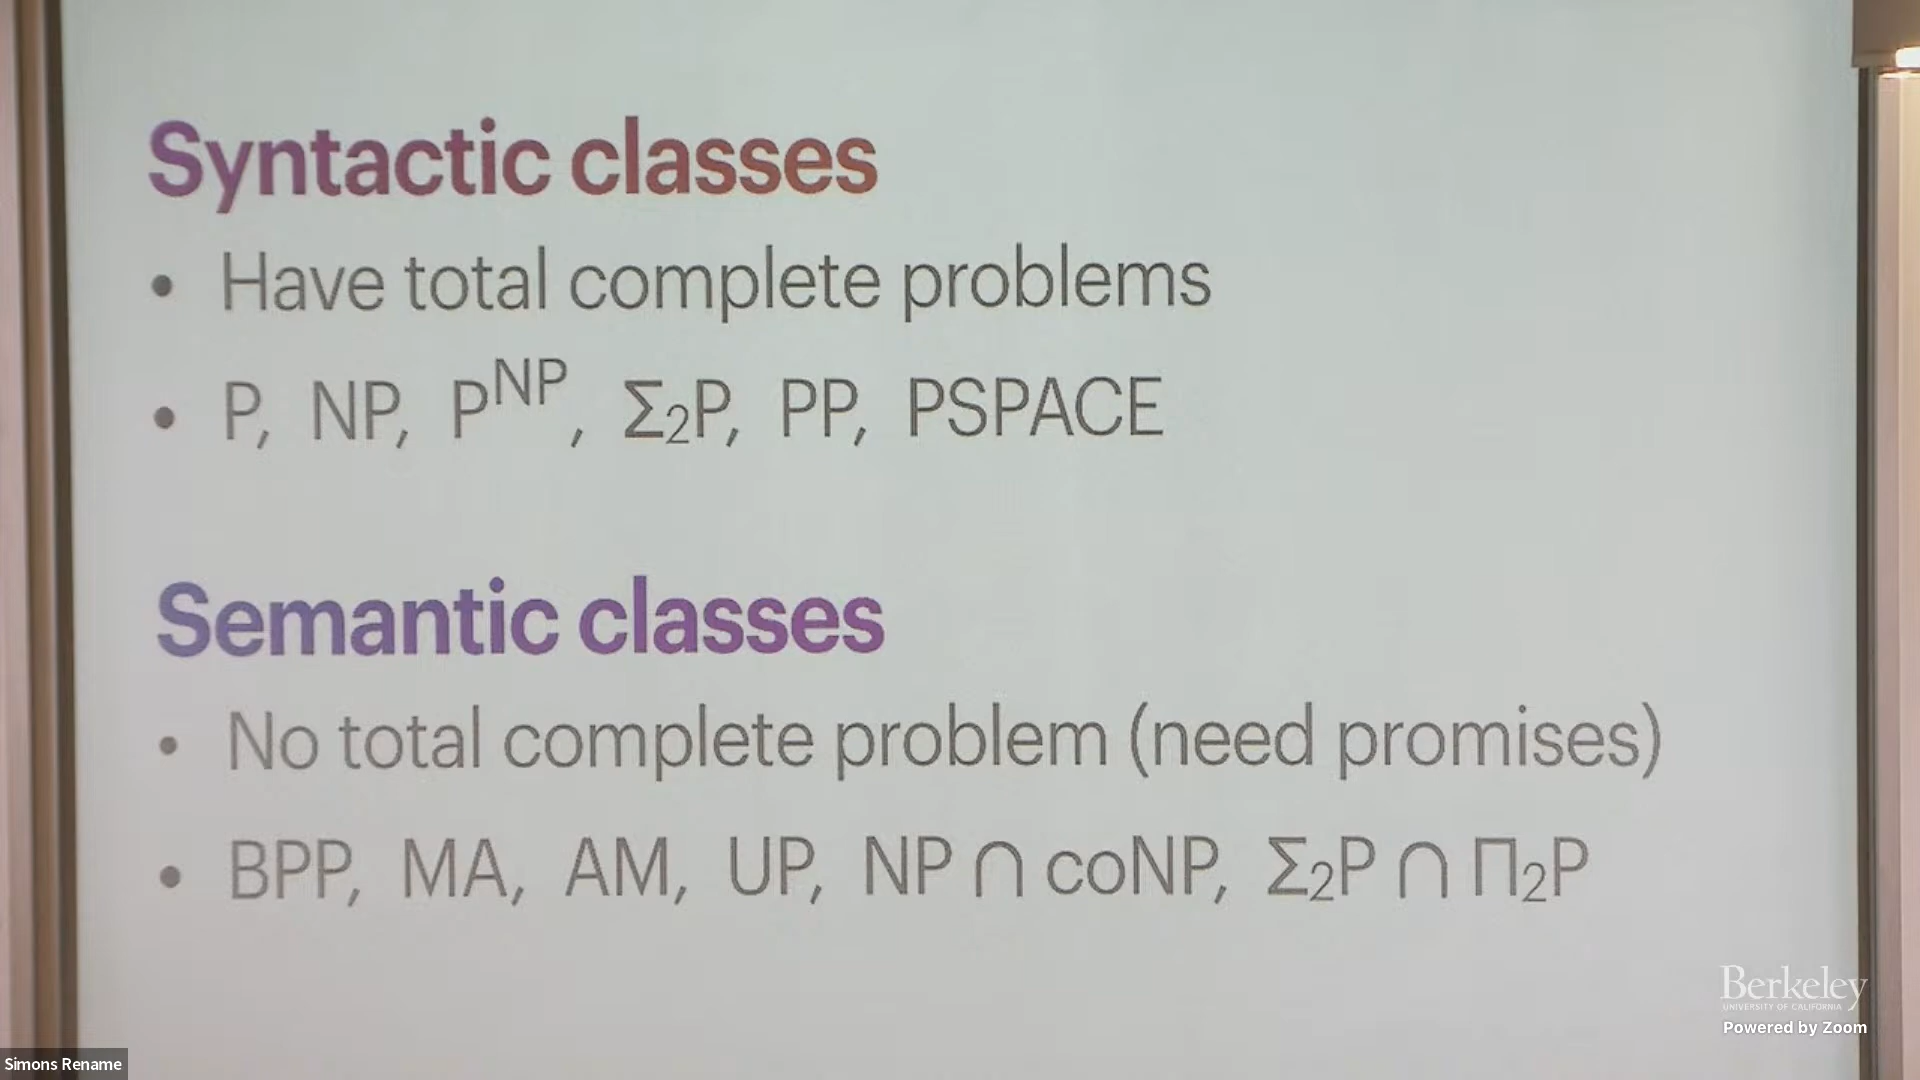 Syntactic classes
• Have total complete problems
• P, NP, P^NP, Σ₂P, PP, PSPACE
Semantic classes
• No total complete problem (need promises)
• BPP, MA, AM, UP, NP ∩ coNP, Σ₂P ∩ Π₂P
Berkeley
UNIVERSITY OF CALIFORNIA
Powered by Zoom
Simons Rename